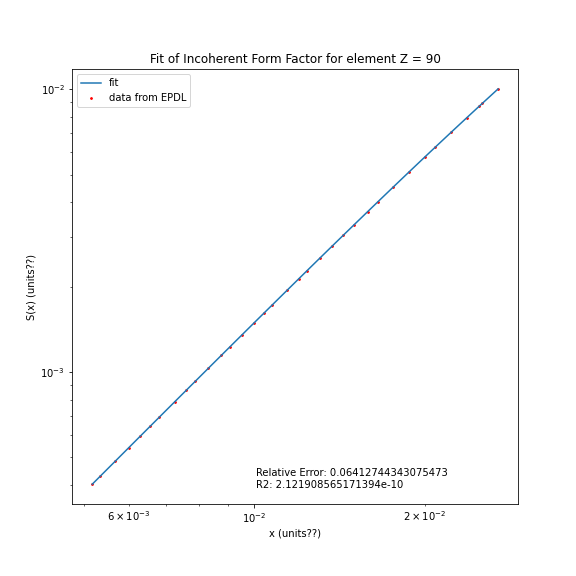 Fit of Incoherent Form Factor for element Z = 90
fit
data from EPDL
10⁻²
10⁻³
S(x) (units??)
Relative Error: 0.06412744343075473
R2: 2.121908565171394e-10
6 × 10⁻³
10⁻²
2 × 10⁻²
x (units??)